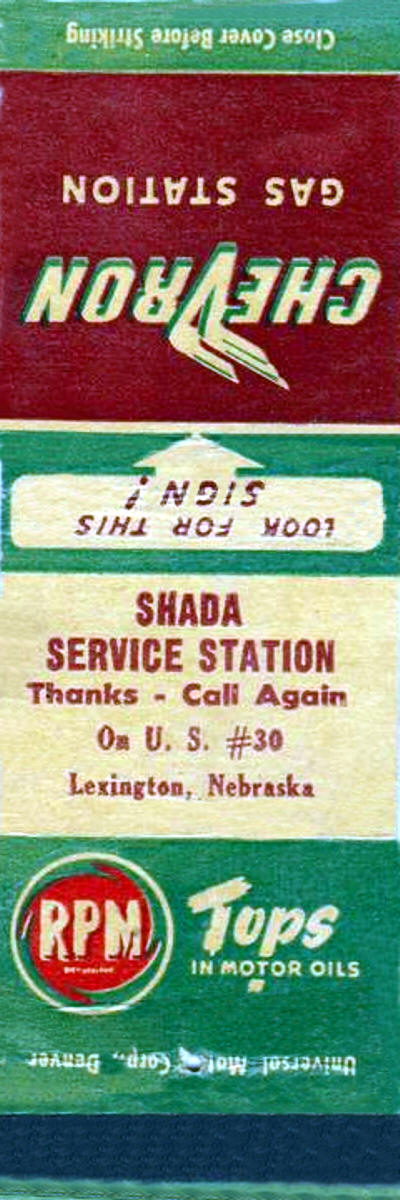 Close Cover Before Striking
GAS STATION
CHEVRON
LOOK FOR THIS
SIGN!
SHADA
SERVICE STATION
Thanks - Call Again
On U. S. #30
Lexington, Nebraska
RPM
Tops
IN MOTOR OILS
Universal Mat Corp., Denver